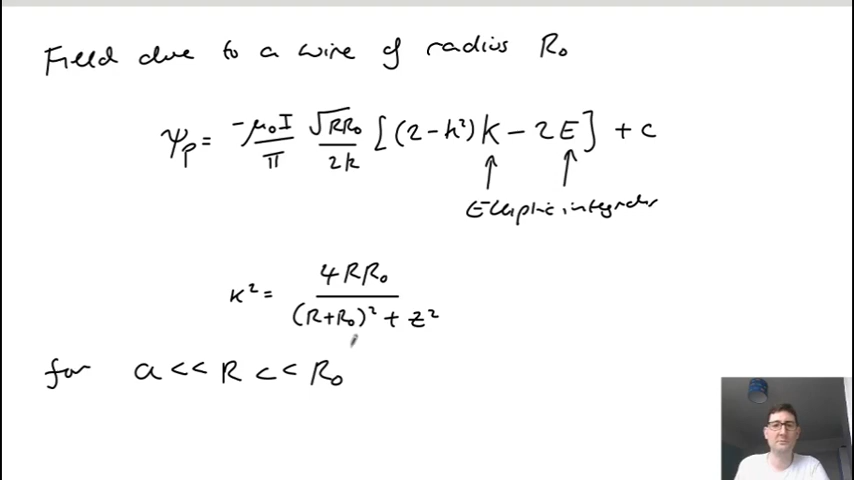 Field due to a wire of radius R₀
ψₚ = -μ₀I/π √RR₀/2k [(2-k²)K - 2E] + c
Elliptic integrals
k² = 4RR₀/((R+R₀)² + z²)
for a << R << R₀